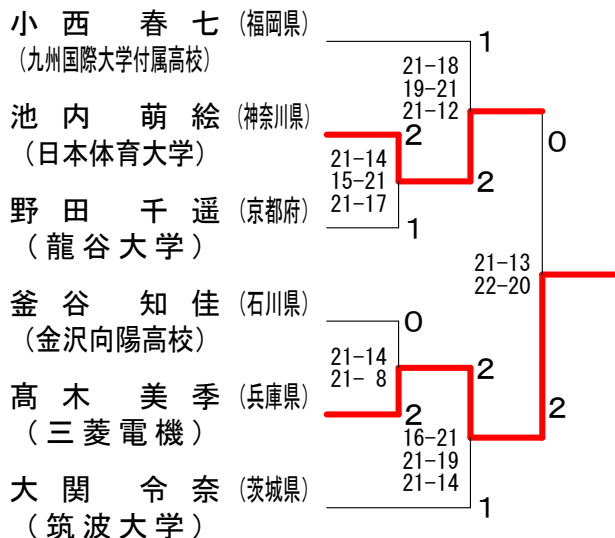 小西 春七 (福岡県)
(九州国際大学付属高校)
1
21-18
19-21
21-12
池内 萌絵 (神奈川県)
(日本体育大学)
2
0
21-14
15-21
21-17
2
野田 千遥 (京都府)
(龍谷大学)
1
21-13
22-20
釜谷 知佳 (石川県)
(金沢向陽高校)
0
21-14
21- 8
2
髙木 美季 (兵庫県)
(三菱電機)
2
2
16-21
21-19
21-14
大関 令奈 (茨城県)
(筑波大学)
1